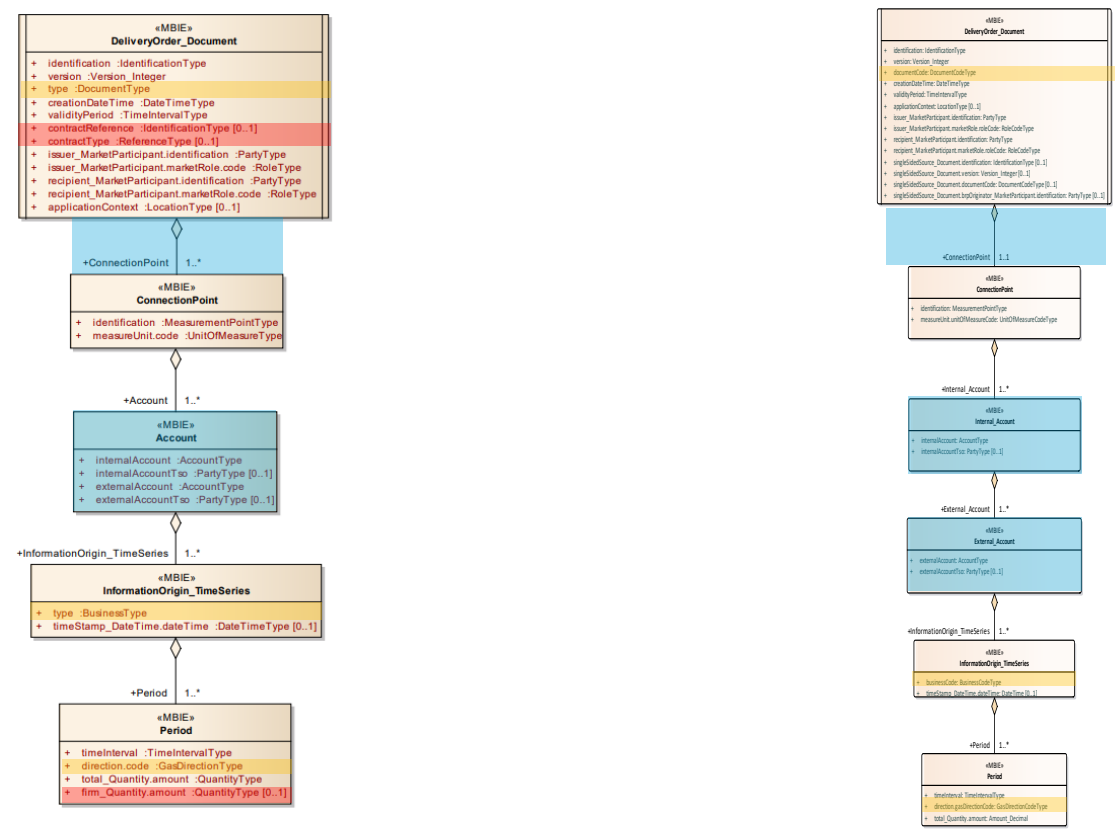 «MBIE»
DeliveryOrder_Document
+ identification :IdentificationType
+ version :Version_Integer
+ type :DocumentType
+ creationDateTime :DateTimeType
+ validityPeriod :TimeIntervalType
+ contractReference :IdentificationType [0..1]
+ contractType :ReferenceType [0..1]
+ issuer_MarketParticipant.identification :PartyType
+ issuer_MarketParticipant.marketRole.code :RoleType
+ recipient_MarketParticipant.identification :PartyType
+ recipient_MarketParticipant.marketRole.code :RoleType
+ applicationContext :LocationType [0..1]
+ConnectionPoint 1..*
«MBIE»
ConnectionPoint
+ identification :MeasurementPointType
+ measureUnit.code :UnitOfMeasureType
+Account 1..*
«MBIE»
Account
+ internalAccount :AccountType
+ internalAccountTso :PartyType [0..1]
+ externalAccount :AccountType
+ externalAccountTso :PartyType [0..1]
+InformationOrigin_TimeSeries 1..*
«MBIE»
InformationOrigin_TimeSeries
+ type :BusinessType
+ timeStamp_DateTime.dateTime :DateTimeType [0..1]
+Period 1..*
«MBIE»
Period
+ timeInterval :TimeIntervalType
+ direction.code :GasDirectionType
+ total_Quantity.amount :QuantityType
+ firm_Quantity.amount :QuantityType [0..1]
«MBIE»
DeliveryOrder_Document
+ identification: IdentificationType
+ version: Version_Integer
+ documentCode: DocumentCodeType
+ creationDateTime: DateTimeType
+ validityPeriod: TimeIntervalType
+ applicationContext: LocationType [0..1]
+ issuer_MarketParticipant.identification: PartyType
+ issuer_MarketParticipant.marketRole.roleCode: RoleCodeType
+ recipient_MarketParticipant.identification: PartyType
+ recipient_MarketParticipant.marketRole.roleCode: RoleCodeType
+ singleSidedSource_Document.identification: IdentificationType [0..1]
+ singleSidedSource_Document.version: Version_Integer [0..1]
+ singleSidedSource_Document.documentCode: DocumentCodeType [0..1]
+ singleSidedSource_Document.brpOriginator_MarketParticipant.identification: PartyType [0..1]
+ConnectionPoint 1..1
«MBIE»
ConnectionPoint
+ identification: MeasurementPointType
+ measureUnit.unitOfMeasureCode: UnitOfMeasureCodeType
+Internal_Account 1..*
«MBIE»
Internal_Account
+ internalAccount: AccountType
+ internalAccountTso: PartyType [0..1]
+External_Account 1..*
«MBIE»
External_Account
+ externalAccount: AccountType
+ externalAccountTso: PartyType [0..1]
+InformationOrigin_TimeSeries 1..*
«MBIE»
InformationOrigin_TimeSeries
+ businessCode: BusinessCodeType
+ timeStamp_DateTime.dateTime: DateTime [0..1]
+Period 1..*
«MBIE»
Period
+ timeInterval: TimeIntervalType
+ direction.gasDirectionCode: GasDirectionCodeType
+ total_Quantity.amount: Amount_Decimal